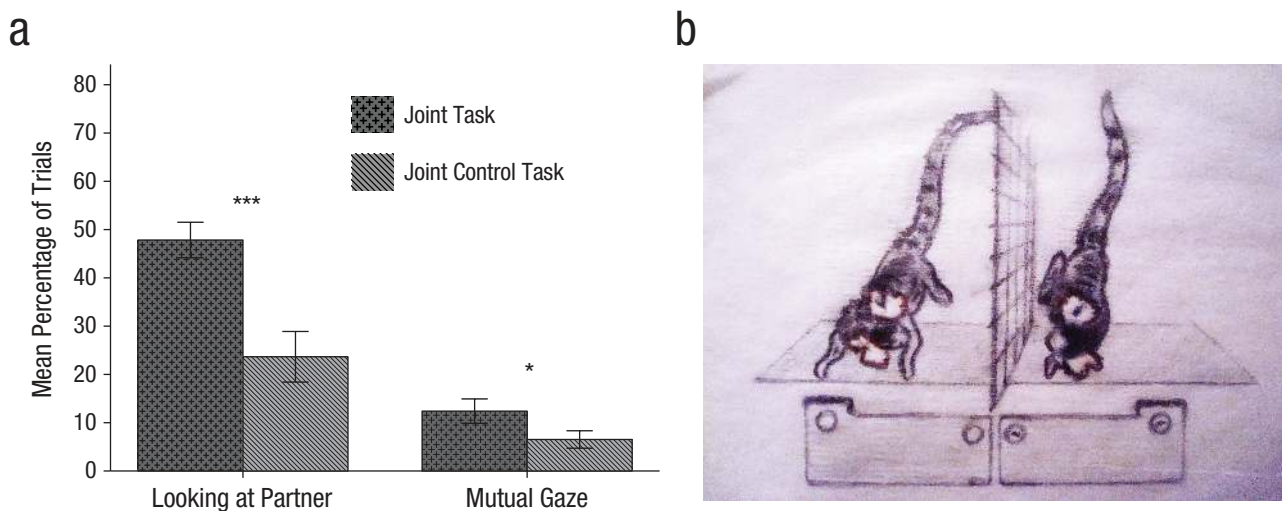 a
b
80
70
60
50
40
30
20
10
0
Mean Percentage of Trials
Joint Task
Joint Control Task
***
*
Looking at Partner
Mutual Gaze